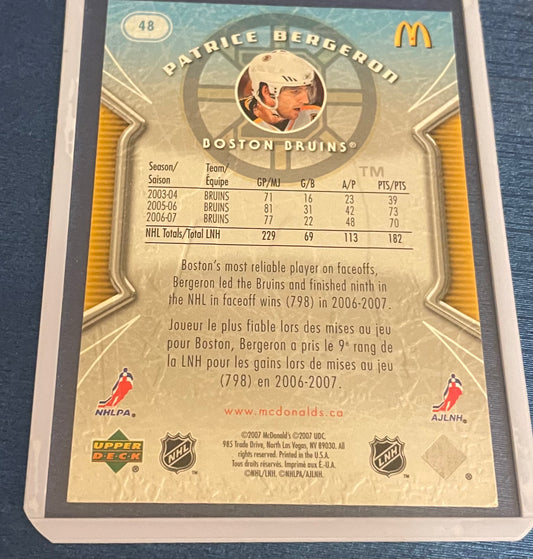 48
PATRICE BERGERON
BOSTON BRUINS®
TM
Season/ Team/
Saison Équipe GP/MJ G/B A/P PTS/PTS
2003-04 BRUINS 71 16 23 39
2005-06 BRUINS 81 31 42 73
2006-07 BRUINS 77 22 48 70
NHL Totals/Total LNH 229 69 113 182
Boston's most reliable player on faceoffs,
Bergeron led the Bruins and finished ninth in
the NHL in faceoff wins (798) in 2006-2007.
Joueur le plus fiable lors des mises au jeu
pour Boston, Bergeron a pris le 9e rang de
la LNH pour les gains lors de mises au jeu
(798) en 2006-2007.
NHLPA® AJLNH®
www.mcdonalds.ca
©2007 McDonald's ©2007 UDC.
985 Trade Drive, North Las Vegas, NV 89030. All
rights reserved. Printed in the U.S.A.
Tous droits réservés. Imprimé aux É.-U.A.
©NHL/LNH. ©NHLPA/AJLNH.
UPPER
DECK®
NHL TM
LNH TM
®